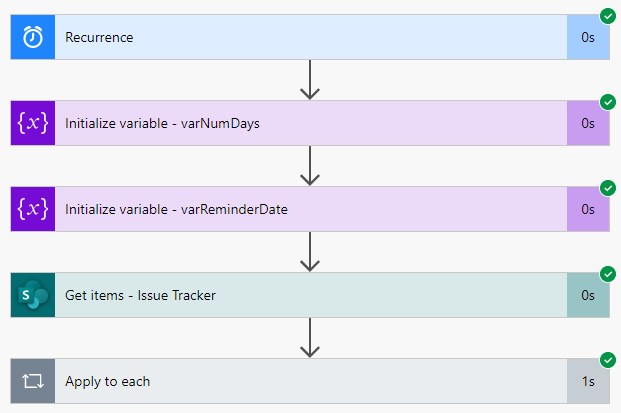 Recurrence 0s
{x} Initialize variable - varNumDays 0s
{x} Initialize variable - varReminderDate 0s
S Get items - Issue Tracker 0s
Apply to each 1s